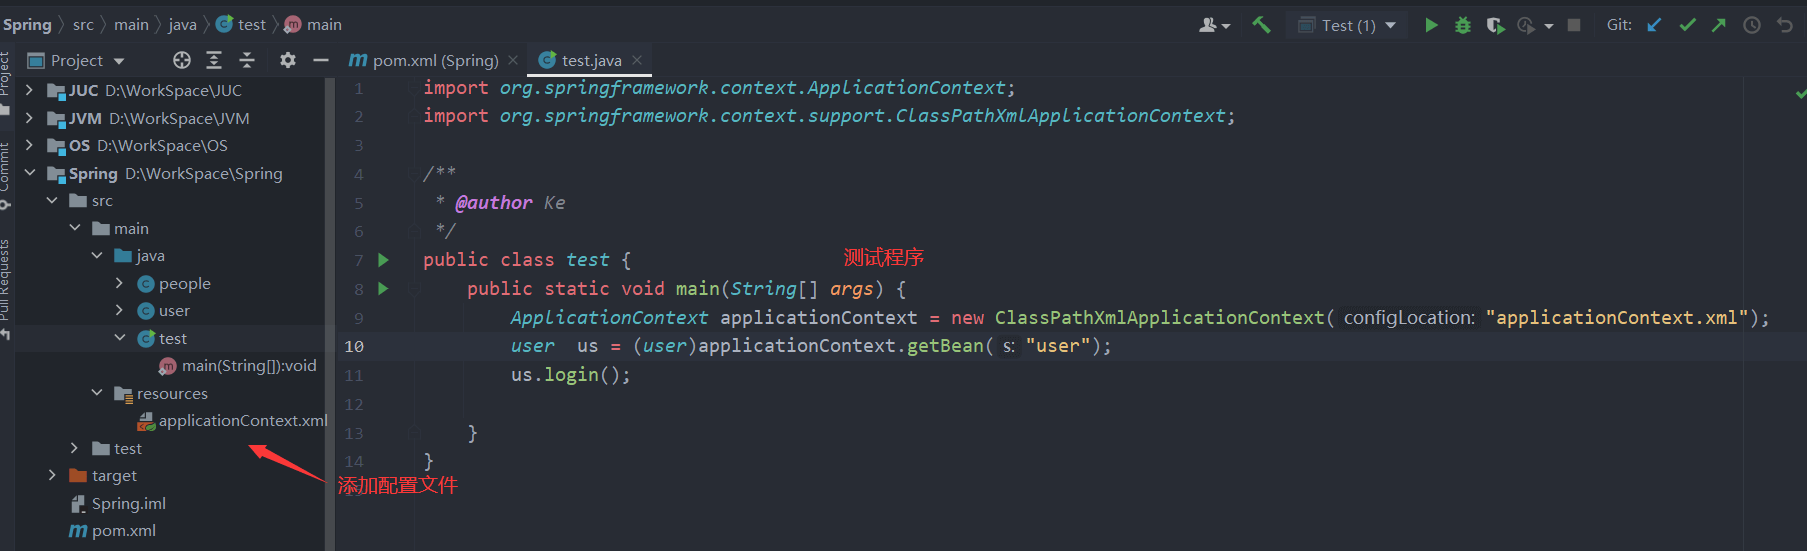 Spring src main java test main
Test (1) Git:
Project
pom.xml (Spring) test.java
Project
Commit
Pull Requests
JUC D:\WorkSpace\JUC
JVM D:\WorkSpace\JVM
OS D:\WorkSpace\OS
Spring D:\WorkSpace\Spring
src
main
java
people
user
test
main(String[]):void
resources
applicationContext.xml
test
target
Spring.iml
pom.xml
添加配置文件
1 import org.springframework.context.ApplicationContext;
2 import org.springframework.context.support.ClassPathXmlApplicationContext;
3
4 /**
5 * @author Ke
6 */
7 public class test {
测试程序
8 public static void main(String[] args) {
9 ApplicationContext applicationContext = new ClassPathXmlApplicationContext( configLocation: "applicationContext.xml");
10 user us = (user)applicationContext.getBean( s: "user");
11 us.login();
12
13 }
14 }